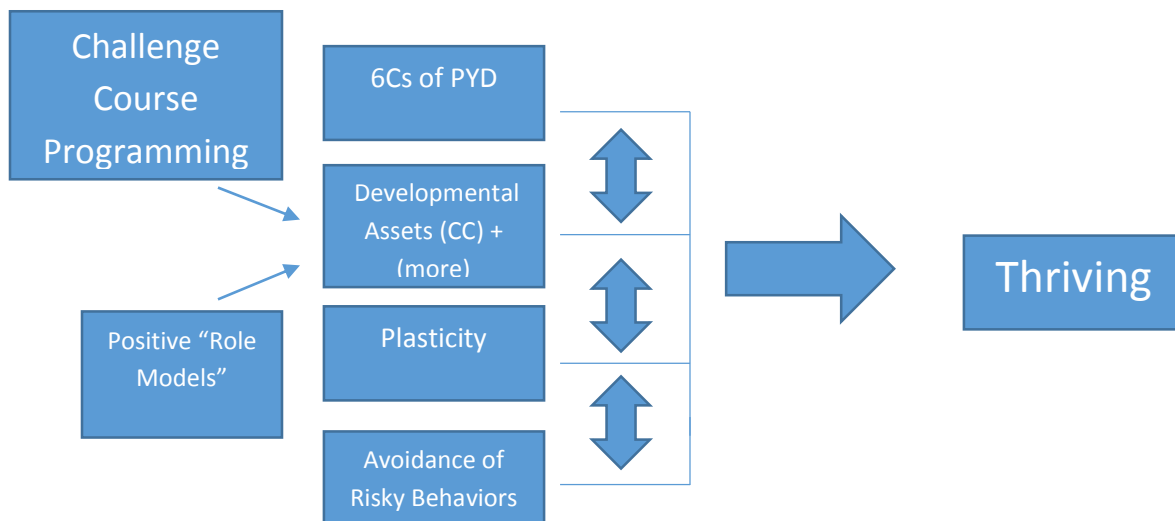 Challenge
Course
Programming
6Cs of PYD
Developmental
Assets (CC) +
(more)
Positive “Role
Models”
Plasticity
Avoidance of
Risky Behaviors
Thriving